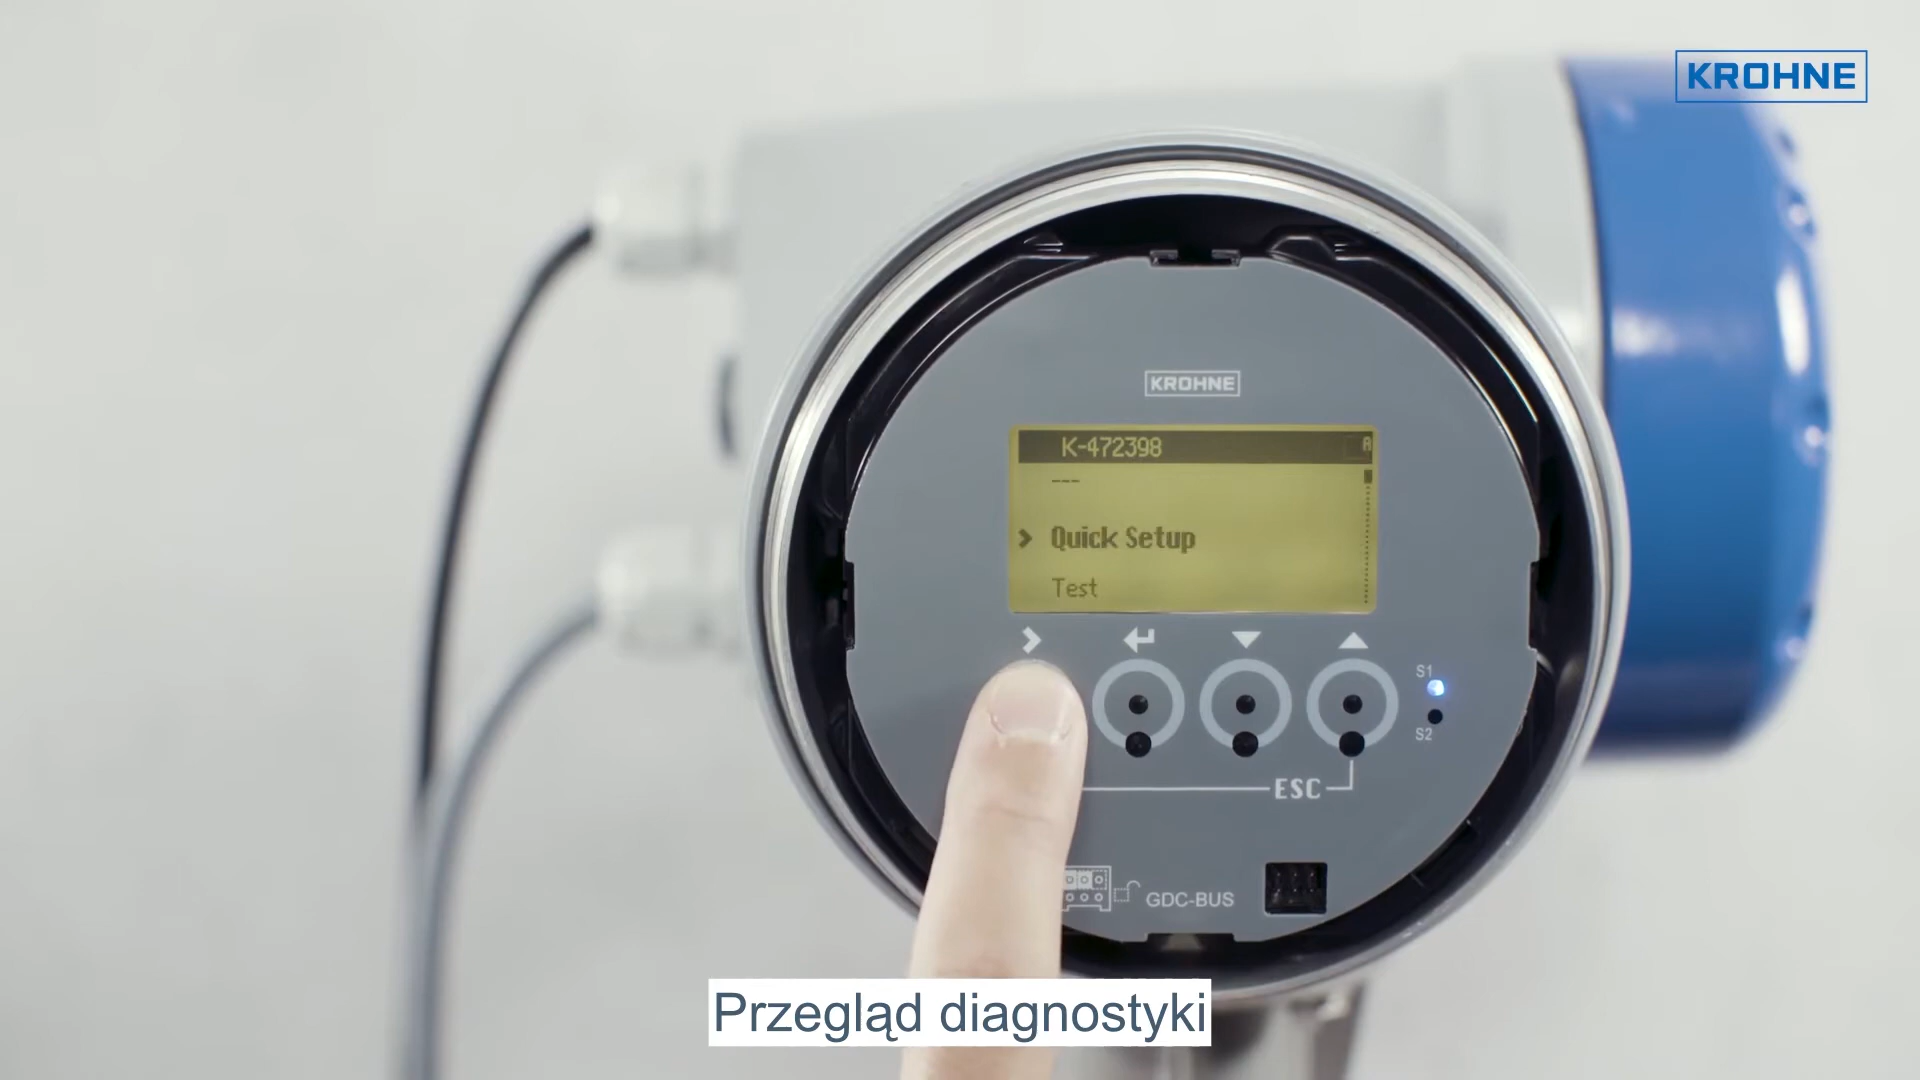 KROHNE
KROHNE
K-472398
---
Quick Setup
Test
S1
S2
ESC
GDC-BUS
Przegląd diagnostyki